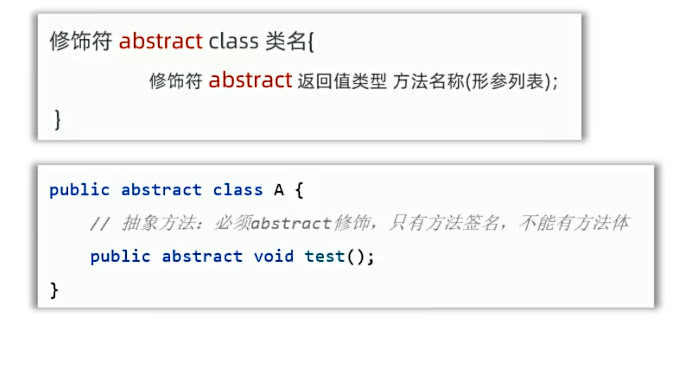 修饰符 abstract class 类名{
修饰符 abstract 返回值类型 方法名称(形参列表);
}
public abstract class A {
// 抽象方法：必须abstract修饰，只有方法签名，不能有方法体
public abstract void test();
}